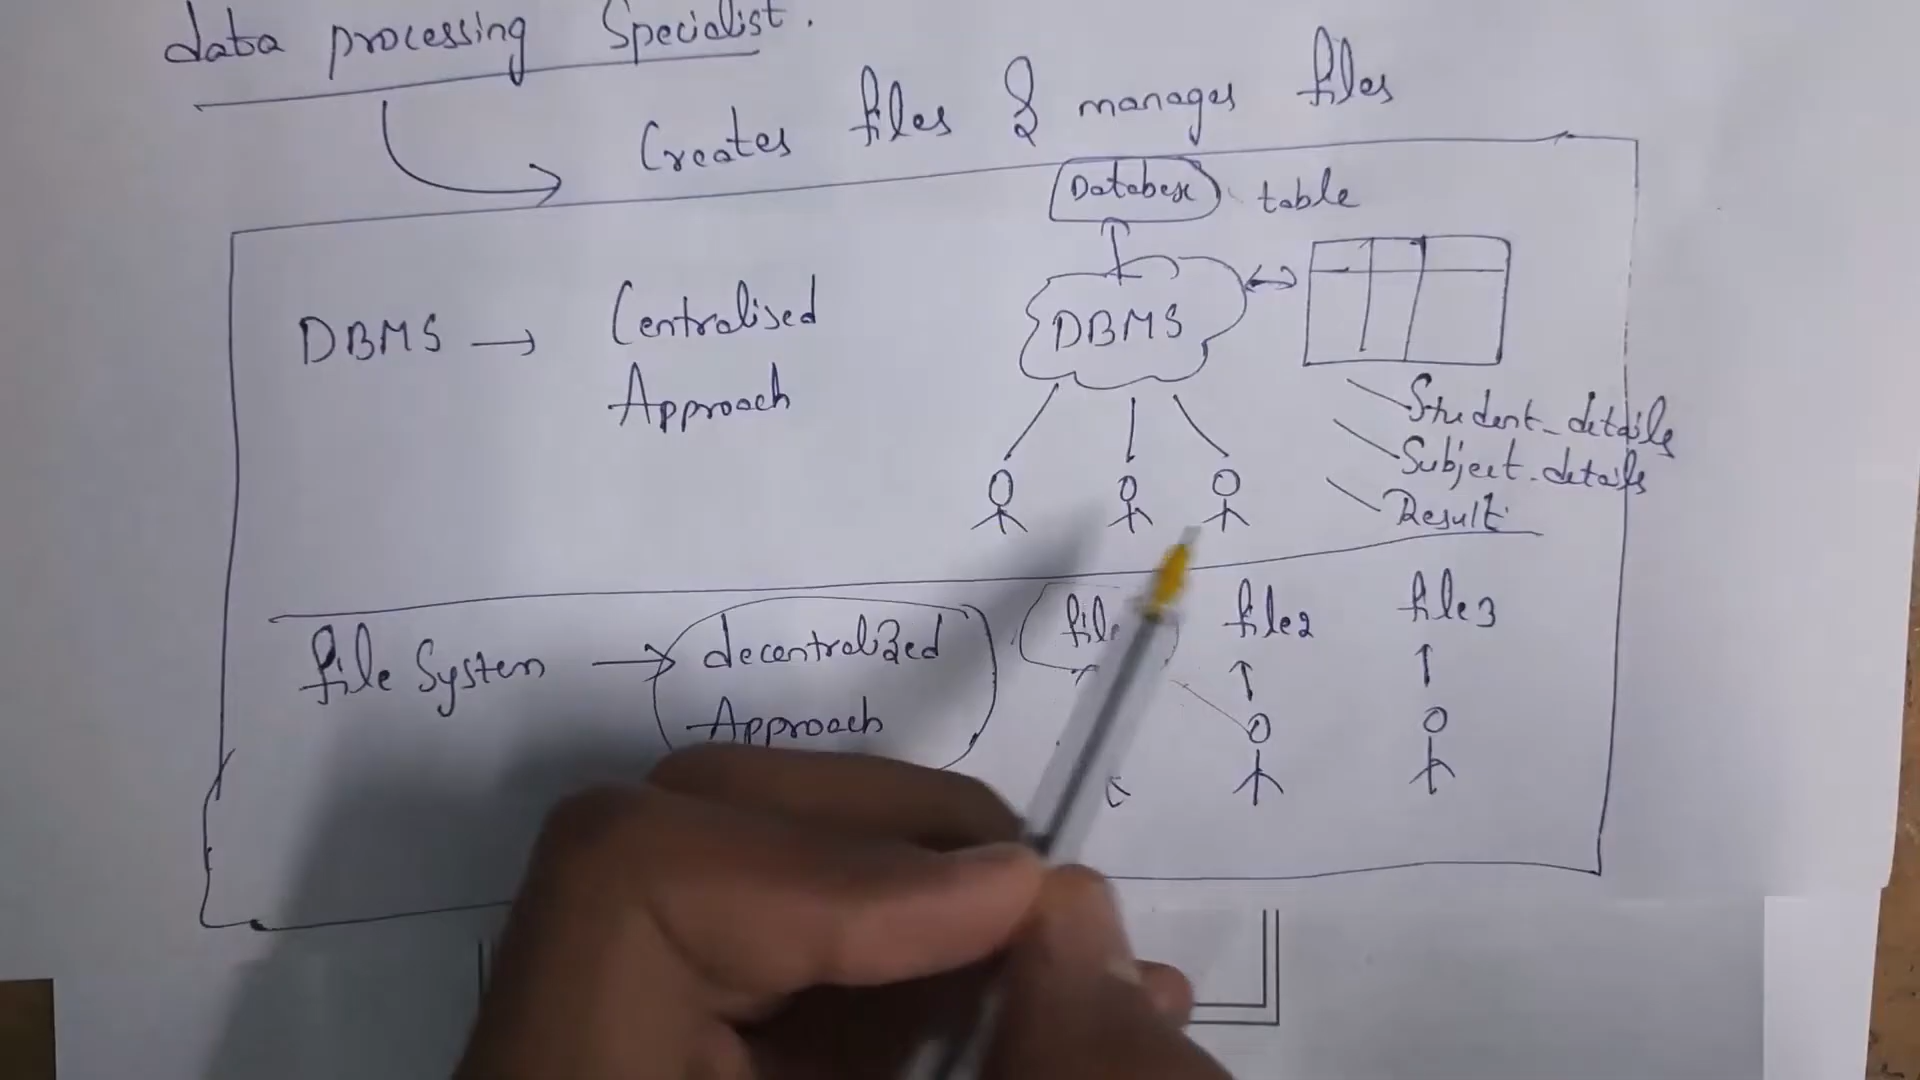 data processing Specialist.
Creates files & manages files
Database table
DBMS → Centralised
Approach
DBMS
Student_details
Subject_details
Result
file System → decentralized
Approach
file2
file3